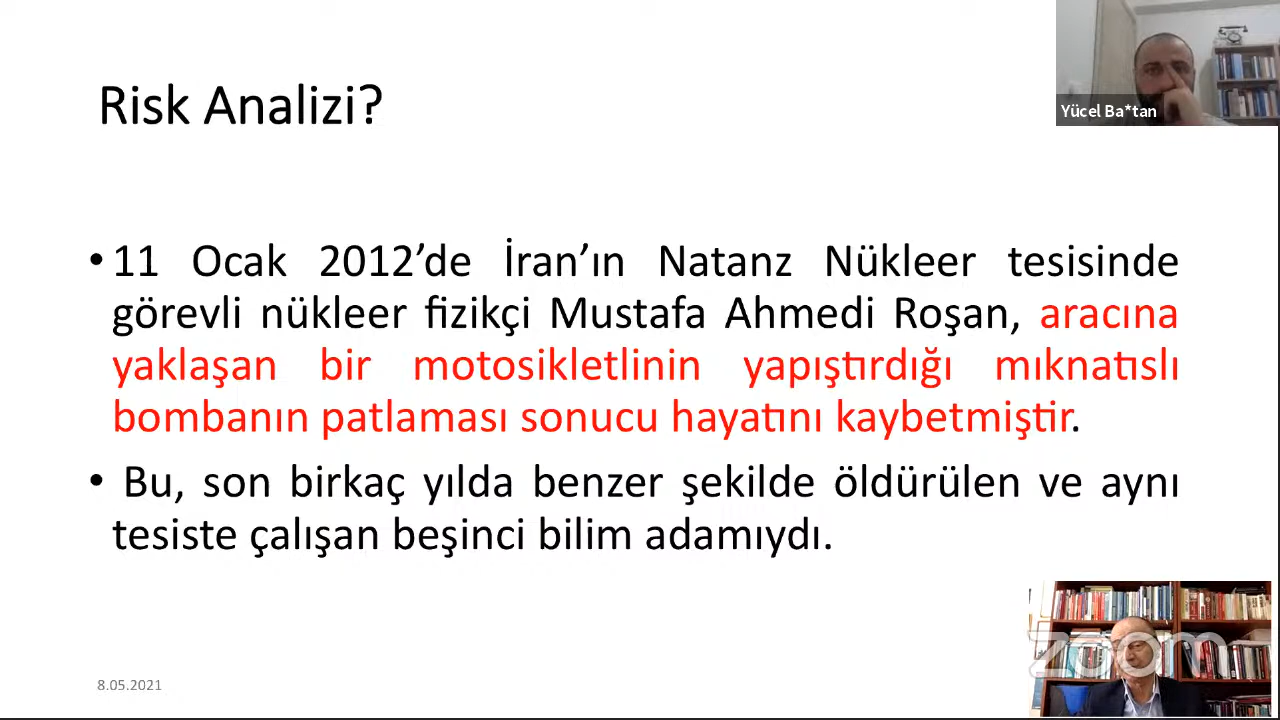 Risk Analizi?
Yücel Ba*tan
• 11 Ocak 2012’de İran’ın Natanz Nükleer tesisinde
görevli nükleer fizikçi Mustafa Ahmedi Roşan, aracına
yaklaşan bir motosikletlinin yapıştırdığı mıknatıslı
bombanın patlaması sonucu hayatını kaybetmiştir.
• Bu, son birkaç yılda benzer şekilde öldürülen ve aynı
tesiste çalışan beşinci bilim adamıydı.
zoom
8.05.2021